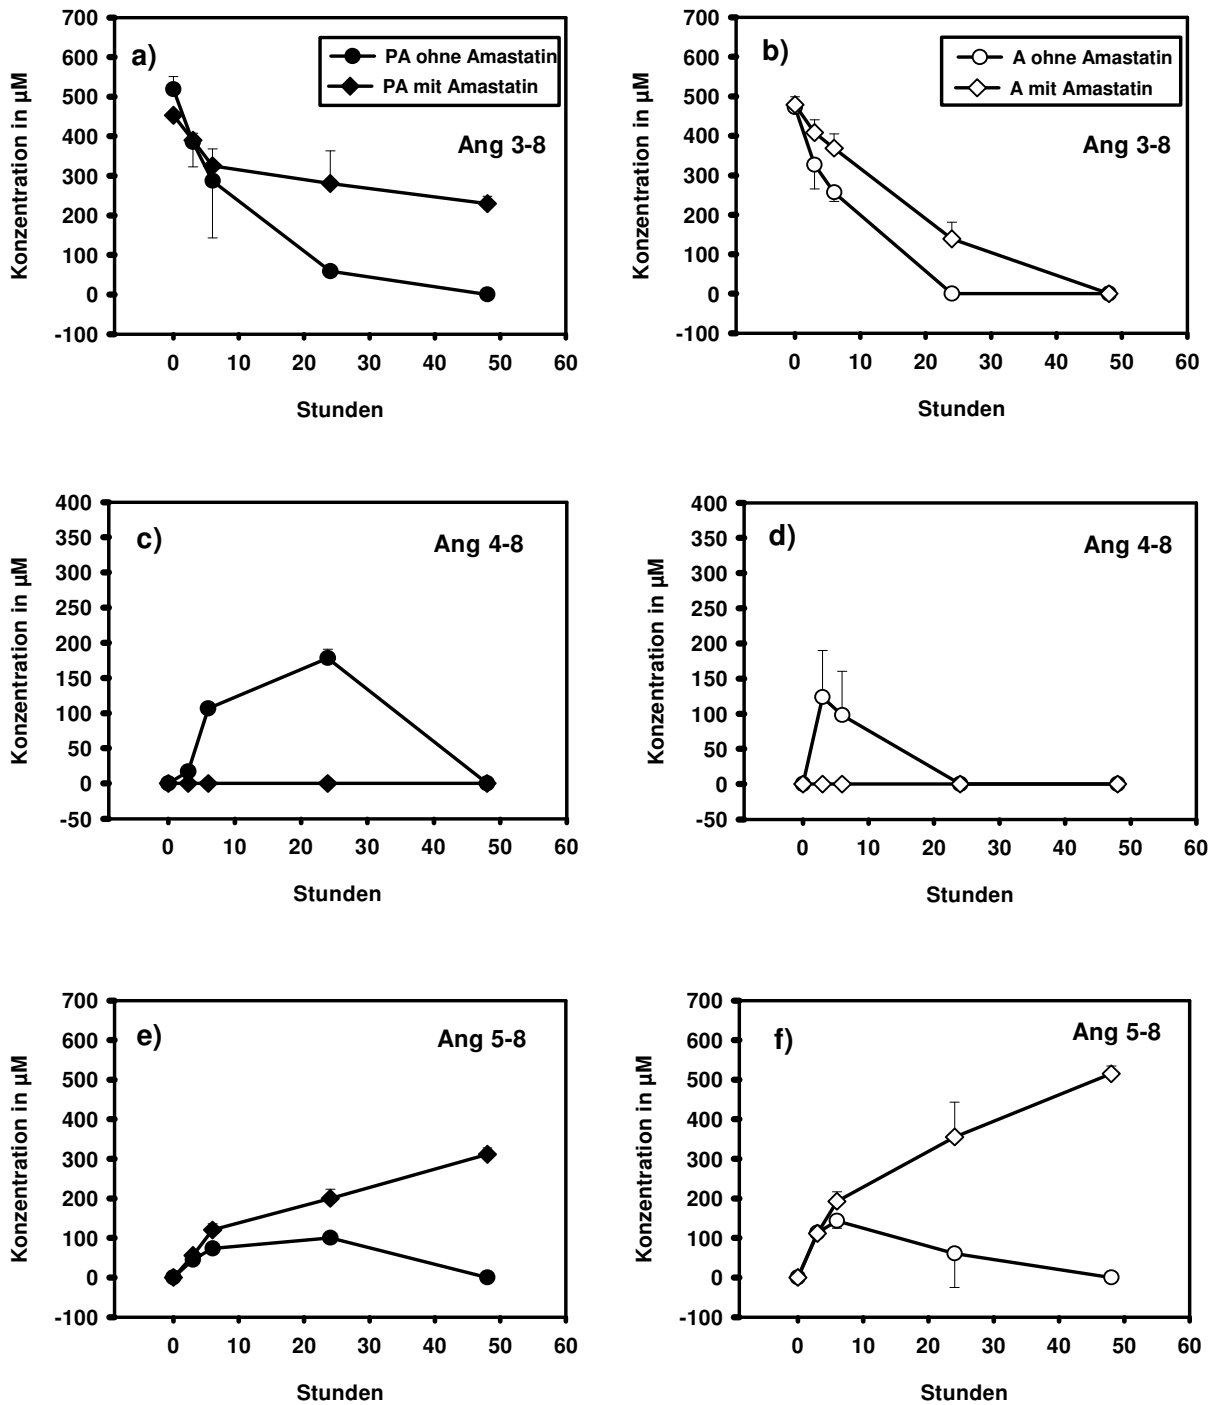 a)
PA ohne Amastatin
PA mit Amastatin
Ang 3-8
Konzentration in µM
700
600
500
400
300
200
100
0
-100
0 10 20 30 40 50 60
Stunden
b)
A ohne Amastatin
A mit Amastatin
Ang 3-8
Konzentration in µM
700
600
500
400
300
200
100
0
-100
0 10 20 30 40 50 60
Stunden
c)
Ang 4-8
Konzentration in µM
400
350
300
250
200
150
100
50
0
-50
0 10 20 30 40 50 60
Stunden
d)
Ang 4-8
Konzentration in µM
400
350
300
250
200
150
100
50
0
-50
0 10 20 30 40 50 60
Stunden
e)
Ang 5-8
Konzentration in µM
700
600
500
400
300
200
100
0
-100
0 10 20 30 40 50 60
Stunden
f)
Ang 5-8
Konzentration in µM
700
600
500
400
300
200
100
0
-100
0 10 20 30 40 50 60
Stunden